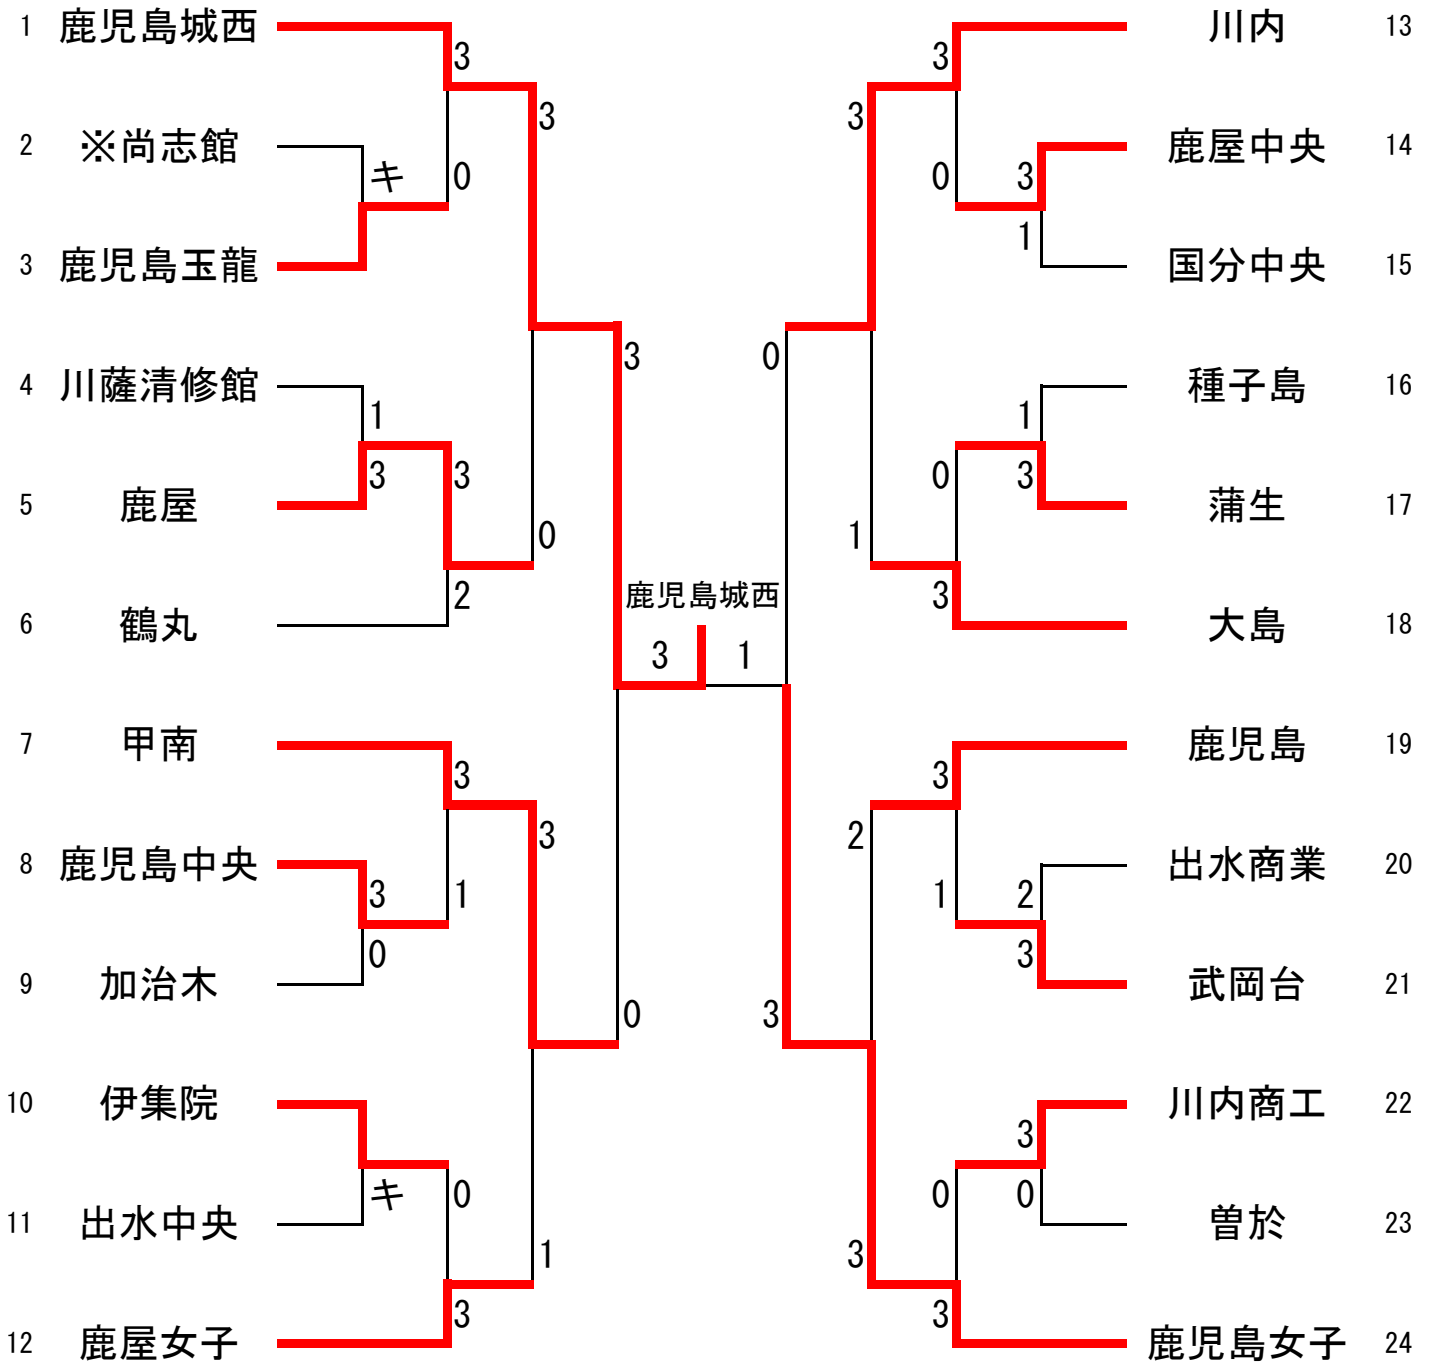 1 鹿児島城西 3 3 川内 13
3 3
2 ※尚志館 キ 0 0 3 鹿屋中央 14
3 鹿児島玉龍 1 国分中央 15
3 0
4 川薩清修館 1 1 種子島 16
5 鹿屋 3 3 0 3 蒲生 17
0 1
鹿児島城西
6 鶴丸 2 3 大島 18
3 1
7 甲南 3 3 鹿児島 19
3 2
8 鹿児島中央 3 1 1 2 出水商業 20
9 加治木 0 3 武岡台 21
0 3
10 伊集院 3 川内商工 22
11 出水中央 キ 0 0 0 曽於 23
1 3
12 鹿屋女子 3 3 鹿児島女子 24